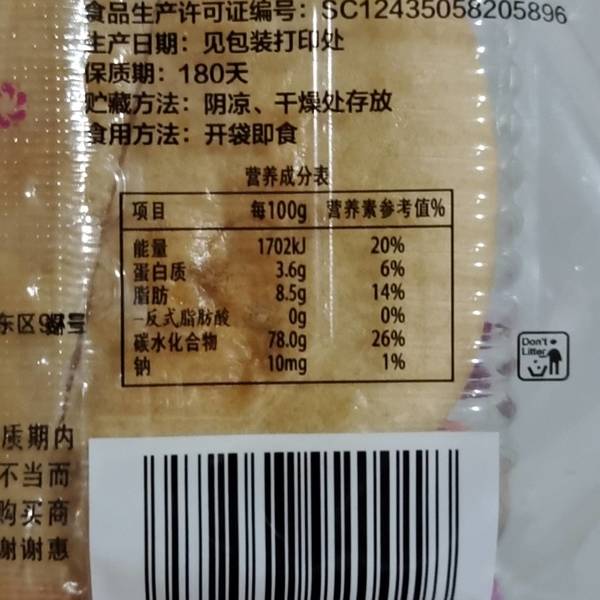 食品生产许可证编号：SC12435058205896
生产日期：见包装打印处
保质期：180天
贮藏方法：阴凉、干燥处存放
食用方法：开袋即食
营养成分表
项目 每100g 营养素参考值%
能量 1702kJ 20%
蛋白质 3.6g 6%
脂肪 8.5g 14%
–反式脂肪酸 0g 0%
碳水化合物 78.0g 26%
钠 10mg 1%
Don't
Litter
东区9 号
质期内
不当而
购买商
谢谢惠